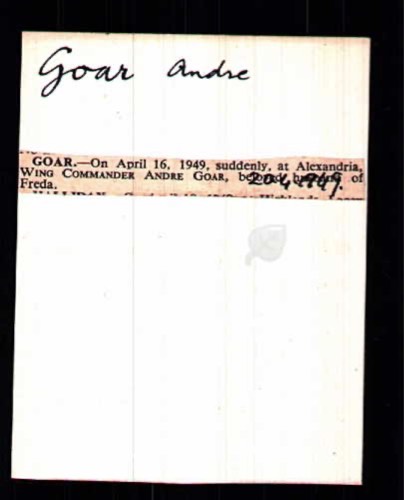 Goar Andre
GOAR.—On April 16, 1949, suddenly, at Alexandria,
WING COMMANDER ANDRE GOAR, beloved husband of
Freda.
20.4.1949.